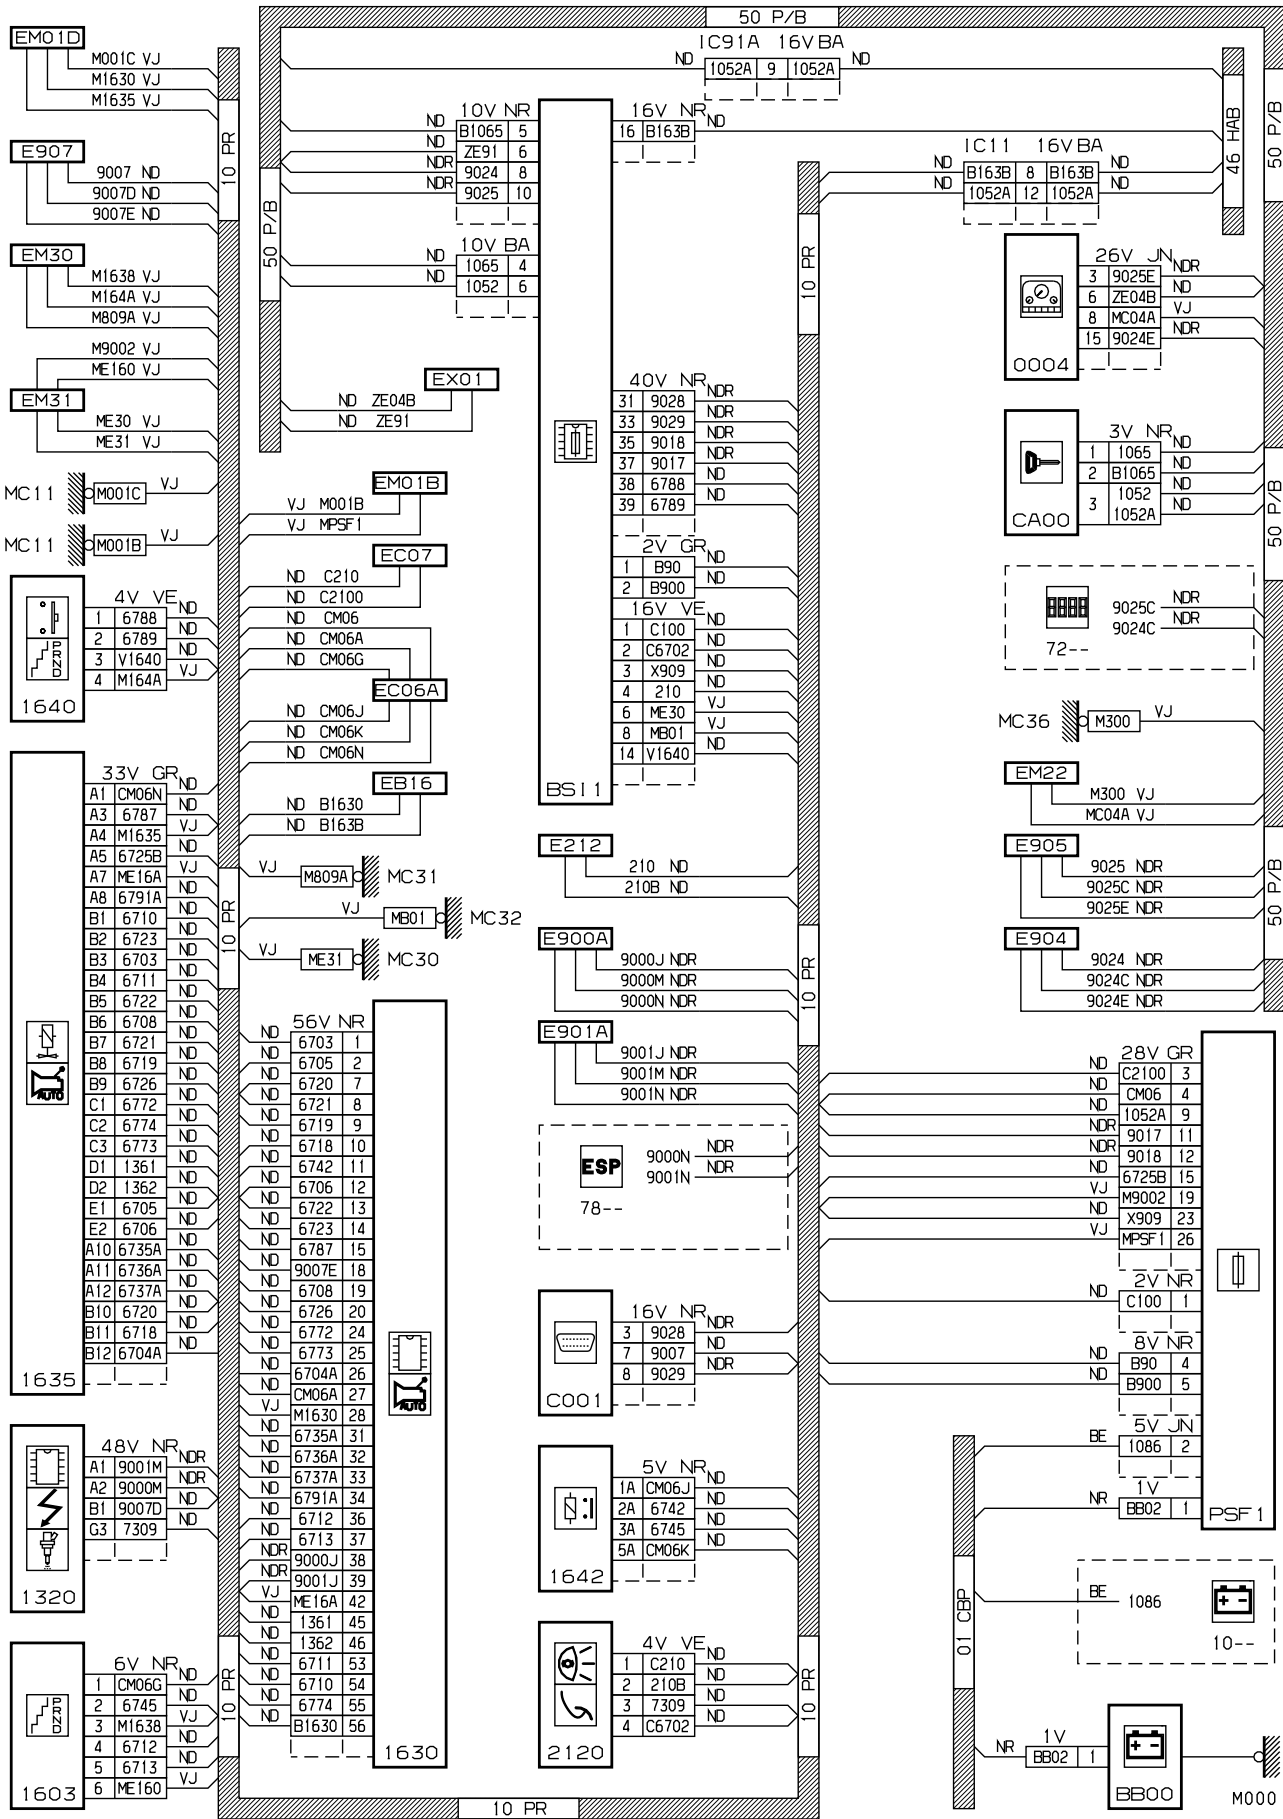 50 P/B
EM01D
M001C VJ
M1630 VJ
M1635 VJ
10 PR
E907
9007 ND
9007D ND
9007E ND
EM30
M1638 VJ
M164A VJ
M809A VJ
M9002 VJ
ME160 VJ
EM31
ME30 VJ
ME31 VJ
MC11 M001C VJ
MC11 M001B VJ
4V VE
1 6788 ND
2 6789 ND
3 V1640 ND
4 M164A VJ
PRND
1640
33V GR
A1 CM06N ND
A3 6787 ND
A4 M1635 VJ
A5 6725B ND
A7 ME16A VJ
A8 6791A ND
B1 6710 ND
B2 6723 ND
B3 6703 ND
B4 6711 ND
B5 6722 ND
B6 6708 ND
B7 6721 ND
B8 6719 ND
B9 6726 ND
C1 6772 ND
C2 6774 ND
C3 6773 ND
D1 1361 ND
D2 1362 ND
E1 6705 ND
E2 6706 ND
A10 6735A ND
A11 6736A ND
A12 6737A ND
B10 6720 ND
B11 6718 ND
B12 6704A ND
AUTO
1635
48V NR
A1 9001M NDR
A2 9000M NDR
B1 9007D ND
G3 7309 ND
1320
6V NR
1 CM06G ND
2 6745 ND
3 M1638 VJ
4 6712 ND
5 6713 ND
6 ME160 VJ
PRND
1603
10 PR
10 PR
10 PR
50 P/B
10V NR
ND B1065 5
ND ZE91 6
NDR 9024 8
NDR 9025 10
10V BA
ND 1065 4
ND 1052 6
EX01
ND ZE04B
ND ZE91
EM01B
VJ M001B
VJ MPSF1
EC07
ND C210
ND C2100
ND CM06
ND CM06A
ND CM06G
EC06A
ND CM06J
ND CM06K
ND CM06N
EB16
ND B1630
ND B163B
VJ M809A MC31
VJ MB01 MC32
VJ ME31 MC30
56V NR
ND 6703 1
ND 6705 2
ND 6720 7
ND 6721 8
ND 6719 9
ND 6718 10
ND 6742 11
ND 6706 12
ND 6722 13
ND 6723 14
ND 6787 15
ND 9007E 18
ND 6708 19
ND 6726 20
ND 6772 24
ND 6773 25
ND 6704A 26
ND CM06A 27
VJ M1630 28
ND 6735A 31
ND 6736A 32
ND 6737A 33
ND 6791A 34
ND 6712 36
ND 6713 37
NDR 9000J 38
NDR 9001J 39
VJ ME16A 42
ND 1361 45
ND 1362 46
ND 6711 53
ND 6710 54
ND 6774 55
ND B1630 56
AUTO
1630
IC91A 16V BA
ND 1052A 9 1052A ND
16V NR
16 B163B ND
40V NR
31 9028 NDR
33 9029 NDR
35 9018 NDR
37 9017 NDR
38 6788 ND
39 6789 ND
2V GR
1 B90 ND
2 B900 ND
16V VE
1 C100 ND
2 C6702 ND
3 X909 ND
4 210 ND
6 ME30 VJ
8 MB01 VJ
14 V1640 ND
BSI1
E212
210 ND
210B ND
E900A
9000J NDR
9000M NDR
9000N NDR
E901A
9001J NDR
9001M NDR
9001N NDR
ESP
9000N NDR
9001N NDR
78--
16V NR
3 9028 NDR
7 9007 ND
8 9029 NDR
C001
5V NR
1A CM06J ND
2A 6742 ND
3A 6745 ND
5A CM06K ND
1642
4V VE
1 C210 ND
2 210B ND
3 7309 ND
4 C6702 ND
2120
10 PR
10 PR
10 PR
IC11 16V BA
ND B163B 8 B163B ND
ND 1052A 12 1052A ND
46 HAB
50 P/B
26V JN
3 9025E NDR
6 ZE04B ND
8 MC04A VJ
15 9024E NDR
0004
3V NR
1 1065 ND
2 B1065 ND
3 1052 ND
1052A ND
CA00
50 P/B
9025C NDR
9024C NDR
72--
MC36 M300 VJ
EM22
M300 VJ
MC04A VJ
E905
9025 NDR
9025C NDR
9025E NDR
50 P/B
E904
9024 NDR
9024C NDR
9024E NDR
28V GR
ND C2100 3
ND CM06 4
ND 1052A 9
NDR 9017 11
NDR 9018 12
ND 6725B 15
VJ M9002 19
ND X909 23
VJ MPSF1 26
2V NR
ND C100 1
8V NR
ND B90 4
ND B900 5
5V JN
BE 1086 2
1V
NR BB02 1
PSF1
01 CBP
BE 1086
10--
1V
NR BB02 1
BB00
M000
10 PR